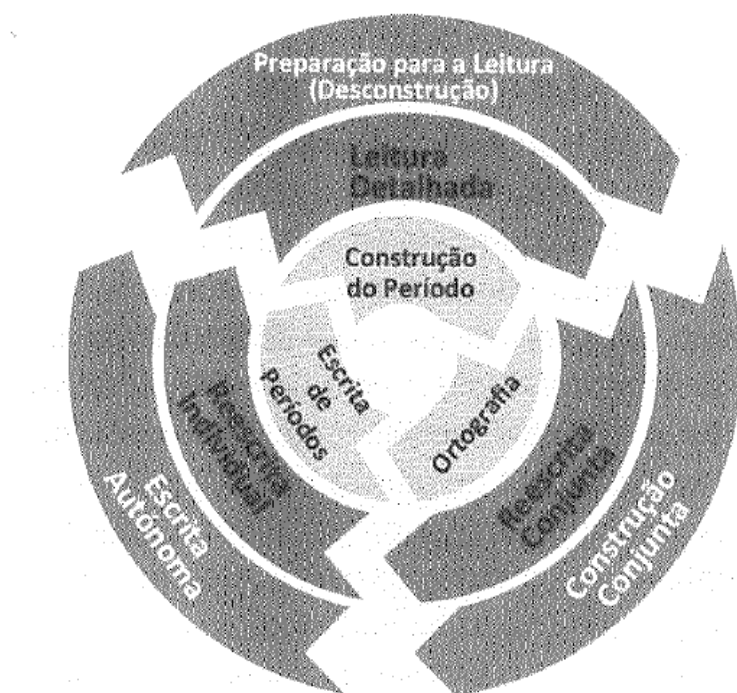 Preparação para a Leitura
(Desconstrução)
Leitura
Detalhada
Construção
do Período
Escrita
de
Períodos
Ortografia
Reescrita
Individual
Reescrita
Conjunta
Escrita
Autónoma
Construção
Conjunta